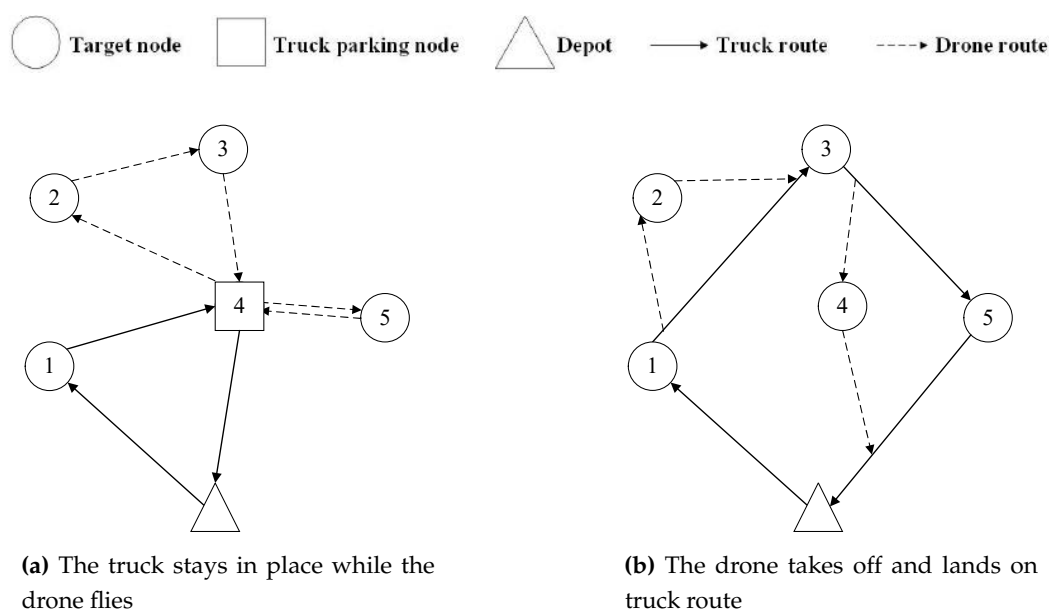 Target node Truck parking node Depot Truck route Drone route
3
2
4
5
1
3
2
4
5
1
(a) The truck stays in place while the
drone flies
(b) The drone takes off and lands on
truck route